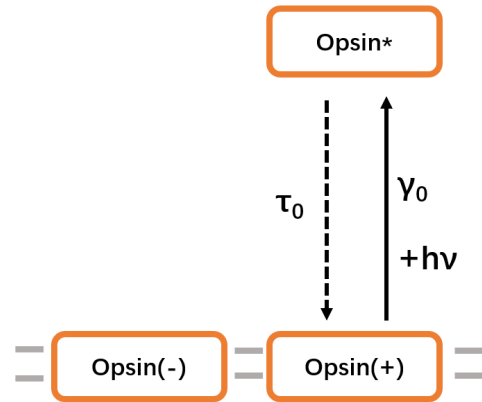 Opsin*
τ₀
γ₀
+hν
Opsin(-)
Opsin(+)